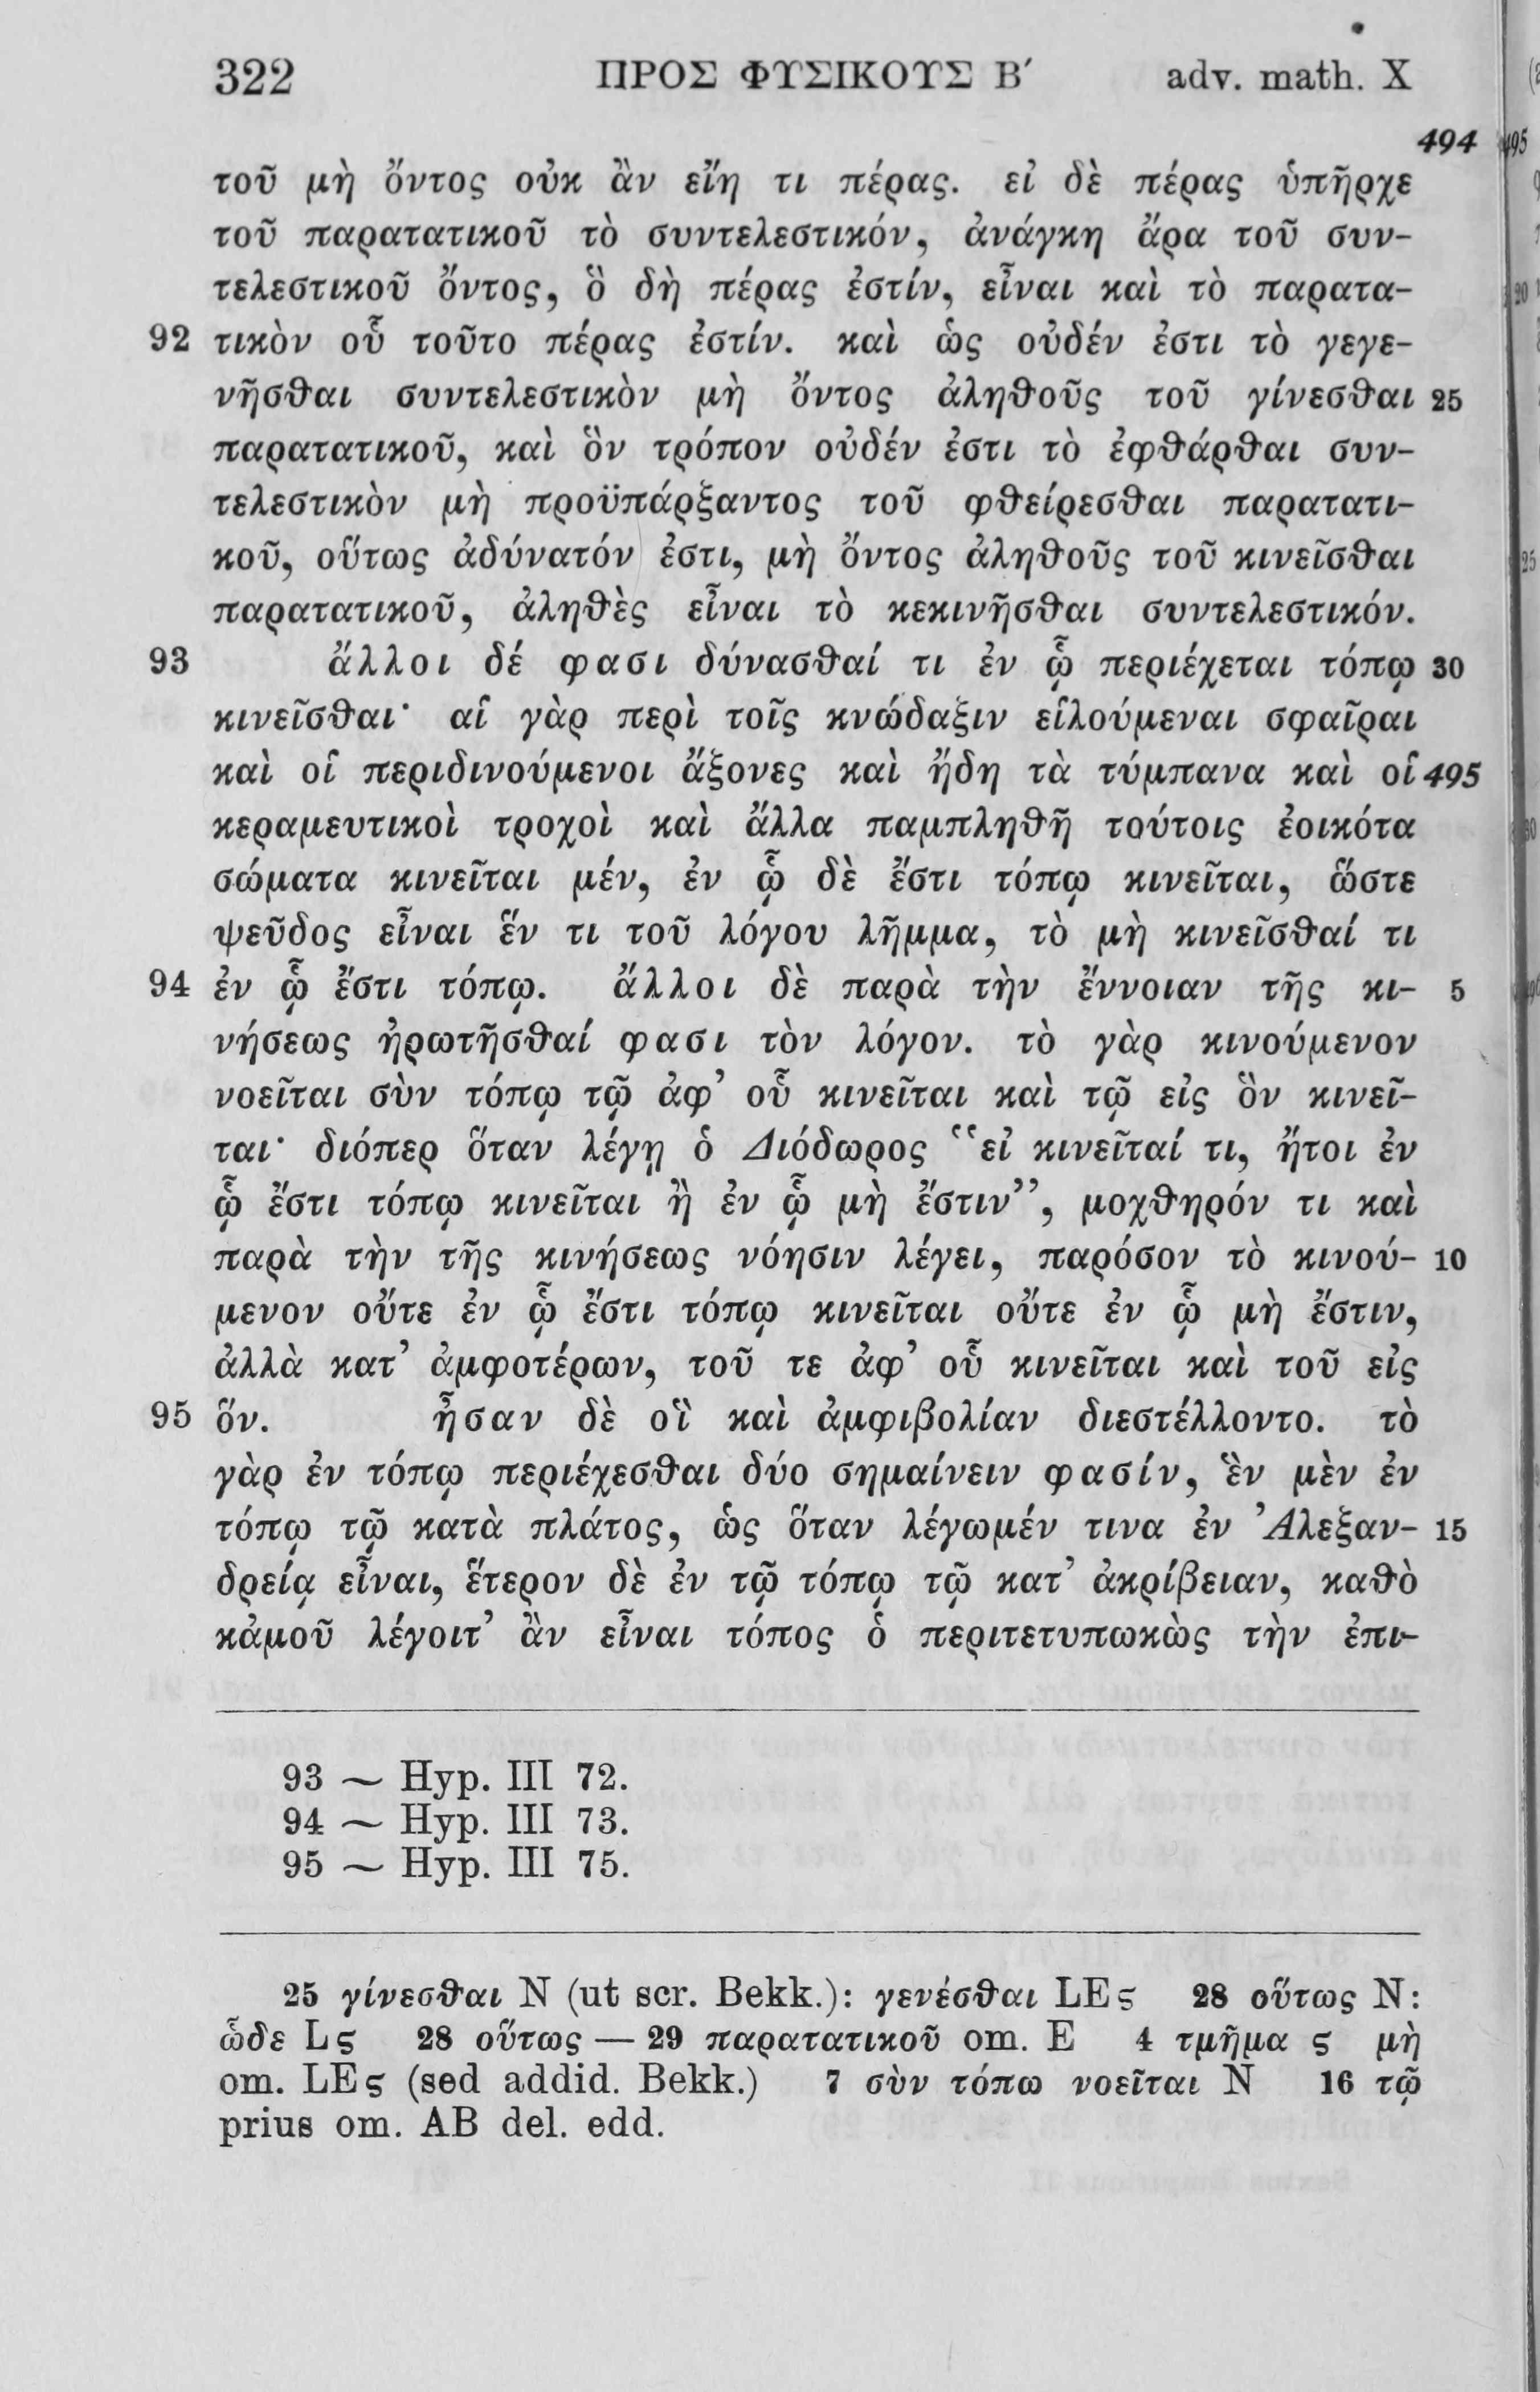 322 ΠΡΟΣ ΦΥΣΙΚΟΥΣ Β′ adv. math. X
494
τοῦ μὴ ὄντος οὐκ ἂν εἴη τι πέρας. εἰ δὲ πέρας ὑπῆρχε
τοῦ παρατατικοῦ τὸ συντελεστικόν, ἀνάγκη ἄρα τοῦ συν-
τελεστικοῦ ὄντος, ὃ δὴ πέρας ἐστίν, εἶναι καὶ τὸ παρατα-
92 τικὸν οὗ τοῦτο πέρας ἐστίν. καὶ ὡς οὐδέν ἐστι τὸ γεγε-
νῆσθαι συντελεστικὸν μὴ ὄντος ἀληθοῦς τοῦ γίνεσθαι 25
παρατατικοῦ, καὶ ὃν τρόπον οὐδέν ἐστι τὸ ἐφθάρθαι συν-
τελεστικὸν μὴ προϋπάρξαντος τοῦ φθείρεσθαι παρατατι-
κοῦ, οὕτως ἀδύνατόν ἐστι, μὴ ὄντος ἀληθοῦς τοῦ κινεῖσθαι
παρατατικοῦ, ἀληθὲς εἶναι τὸ κεκινῆσθαι συντελεστικόν.
93 ἄλλοι δέ φασι δύνασθαί τι ἐν ᾧ περιέχεται τόπῳ 30
κινεῖσθαι· αἱ γὰρ περὶ τοῖς κνώδαξιν εἱλούμεναι σφαῖραι
καὶ οἱ περιδινούμενοι ἄξονες καὶ ἤδη τὰ τύμπανα καὶ οἱ 495
κεραμευτικοὶ τροχοὶ καὶ ἄλλα παμπληθῆ τούτοις ἐοικότα
σώματα κινεῖται μέν, ἐν ᾧ δὲ ἔστι τόπῳ κινεῖται, ὥστε
ψεῦδος εἶναι ἕν τι τοῦ λόγου λῆμμα, τὸ μὴ κινεῖσθαί τι
94 ἐν ᾧ ἔστι τόπῳ. ἄλλοι δὲ παρὰ τὴν ἔννοιαν τῆς κι- 5
νήσεως ἠρωτῆσθαί φασι τὸν λόγον. τὸ γὰρ κινούμενον
νοεῖται σὺν τόπῳ τῷ ἀφ’ οὗ κινεῖται καὶ τῷ εἰς ὃν κινεῖ-
ται· διόπερ ὅταν λέγῃ ὁ Διόδωρος “εἰ κινεῖταί τι, ἤτοι ἐν
ᾧ ἔστι τόπῳ κινεῖται ἢ ἐν ᾧ μὴ ἔστιν”, μοχθηρόν τι καὶ
παρὰ τὴν τῆς κινήσεως νόησιν λέγει, παρόσον τὸ κινού- 10
μενον οὔτε ἐν ᾧ ἔστι τόπῳ κινεῖται οὔτε ἐν ᾧ μὴ ἔστιν,
ἀλλὰ κατ’ ἀμφοτέρων, τοῦ τε ἀφ’ οὗ κινεῖται καὶ τοῦ εἰς
95 ὅν. ἦσαν δὲ οἳ καὶ ἀμφιβολίαν διεστέλλοντο. τὸ
γὰρ ἐν τόπῳ περιέχεσθαι δύο σημαίνειν φασίν, ἓν μὲν ἐν
τόπῳ τῷ κατὰ πλάτος, ὡς ὅταν λέγωμέν τινα ἐν Ἀλεξαν- 15
δρείᾳ εἶναι, ἕτερον δὲ ἐν τῷ τόπῳ τῷ κατ’ ἀκρίβειαν, καθὸ
κἀμοῦ λέγοιτ’ ἂν εἶναι τόπος ὁ περιτετυπωκὼς τὴν ἐπι-
93 ∼ Hyp. III 72.
94 ∼ Hyp. III 73.
95 ∼ Hyp. III 75.
25 γίνεσθαι N (ut scr. Bekk.): γενέσθαι LEς 28 οὕτως N:
ὧδε Lς 28 οὕτως — 29 παρατατικοῦ om. E 4 τμῆμα ς μὴ
om. LEς (sed addid. Bekk.) 7 σὺν τόπω νοεῖται N 16 τῷ
prius om. AB del. edd.